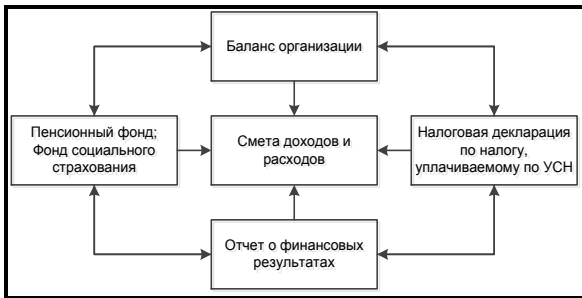 Баланс организации
Пенсионный фонд;
Фонд социального
страхования
Смета доходов и
расходов
Налоговая декларация
по налогу,
уплачиваемому по УСН
Отчет о финансовых
результатах